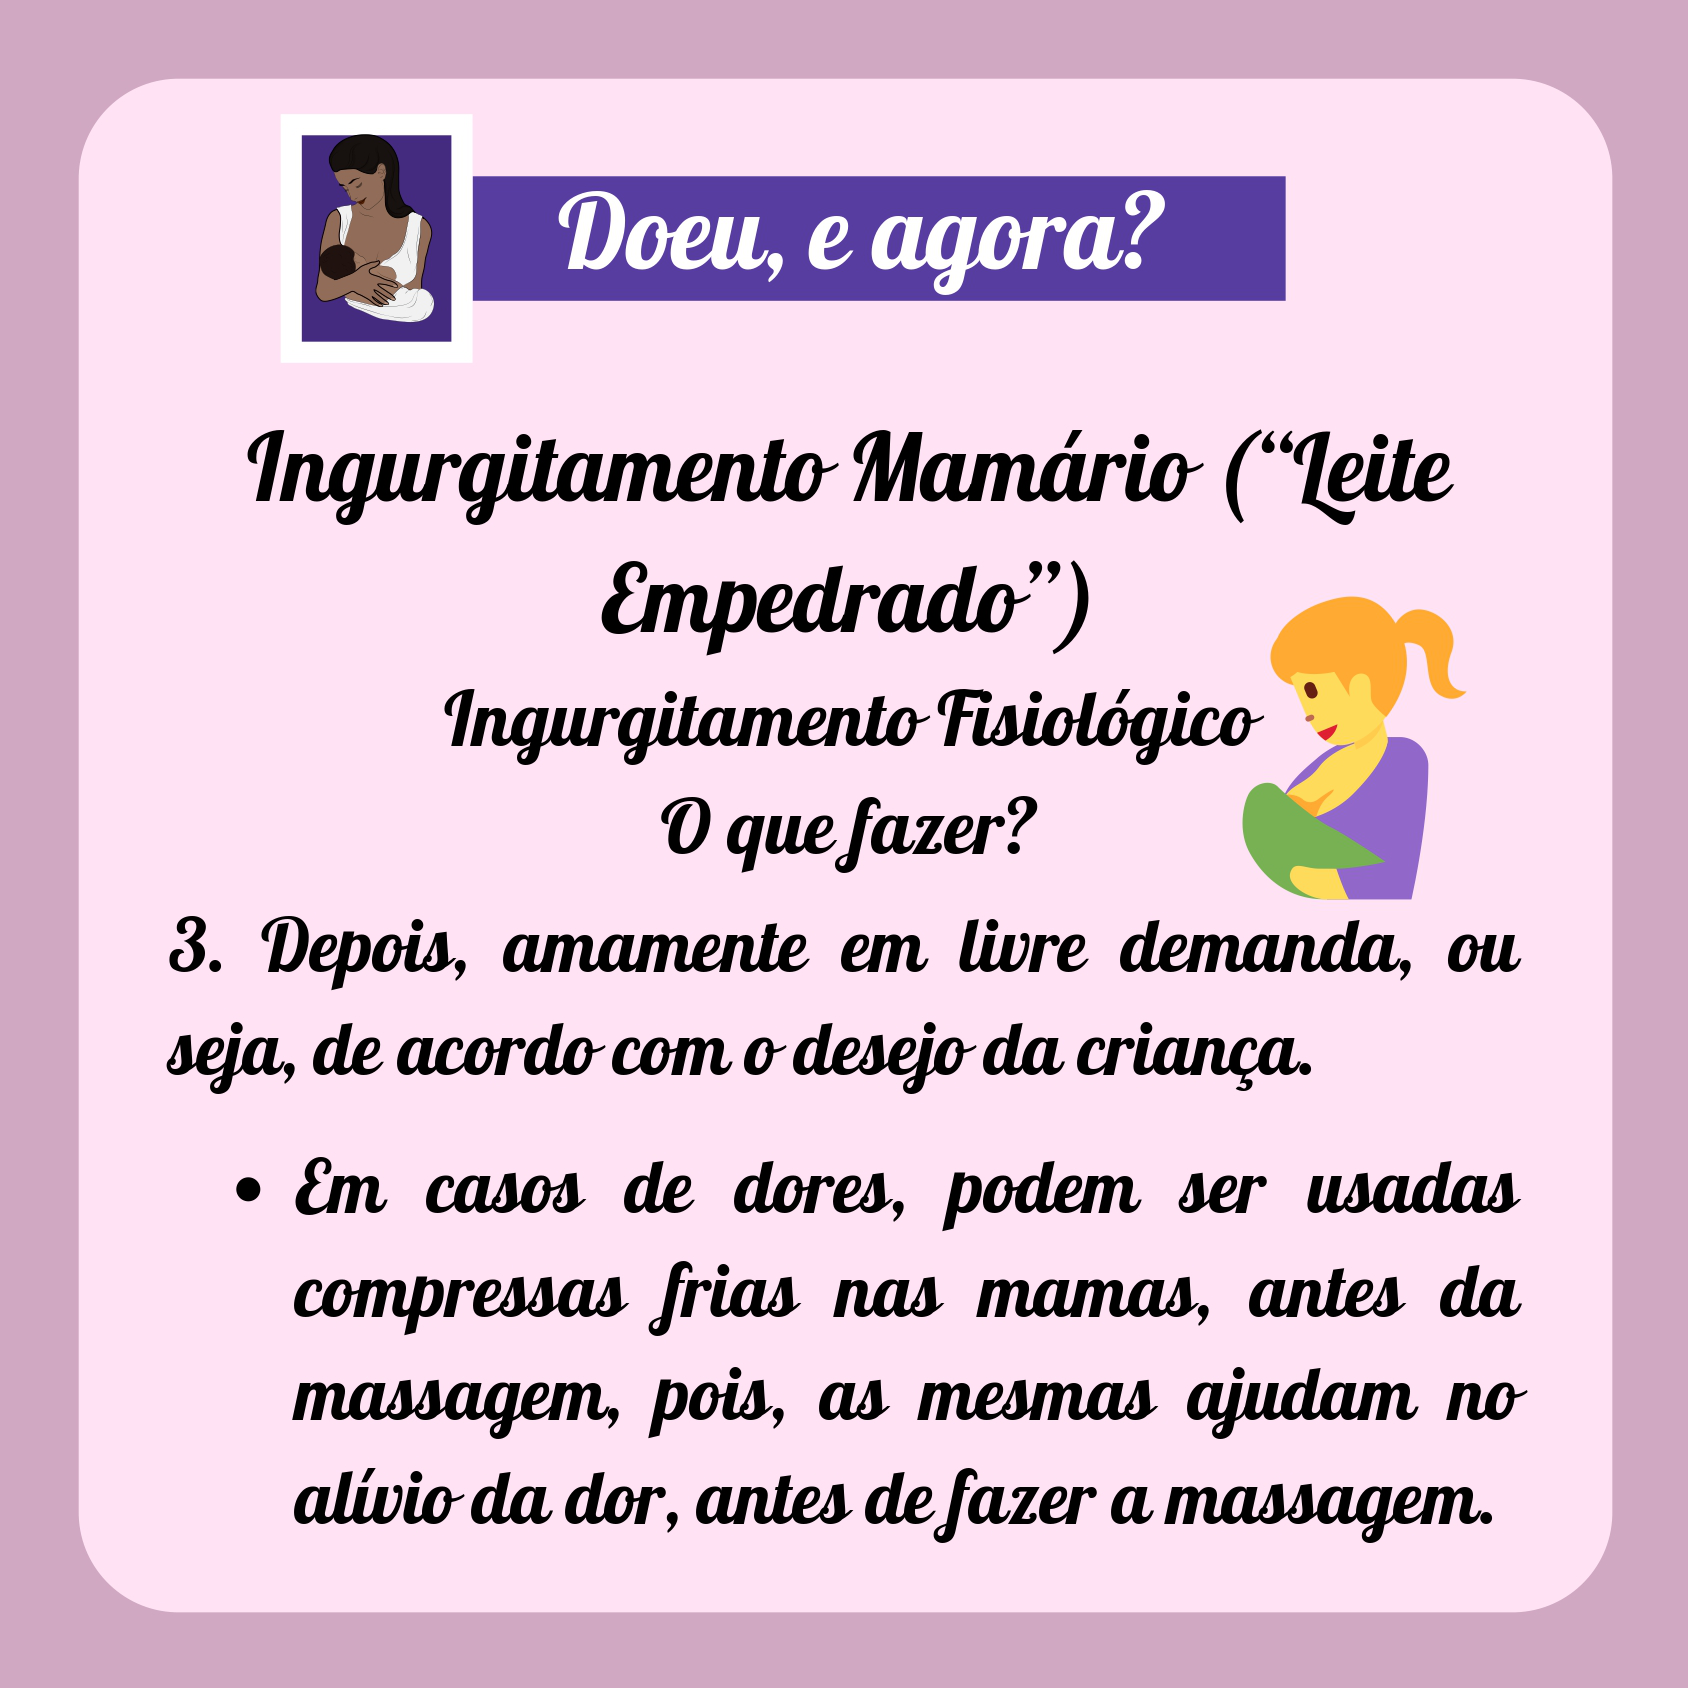 Doeu, e agora?
Ingurgitamento Mamário (“Leite
Empedrado”)
Ingurgitamento Fisiológico
O que fazer?
3. Depois, amamente em livre demanda, ou
seja, de acordo com o desejo da criança.
• Em casos de dores, podem ser usadas
compressas frias nas mamas, antes da
massagem, pois, as mesmas ajudam no
alívio da dor, antes de fazer a massagem.